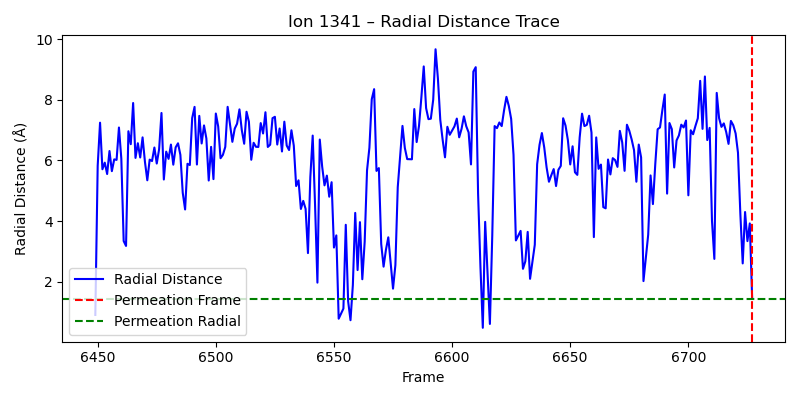 Ion 1341 – Radial Distance Trace
Radial Distance (Å)
10
8
6
4
2
Radial Distance
Permeation Frame
Permeation Radial
6450 6500 6550 6600 6650 6700
Frame